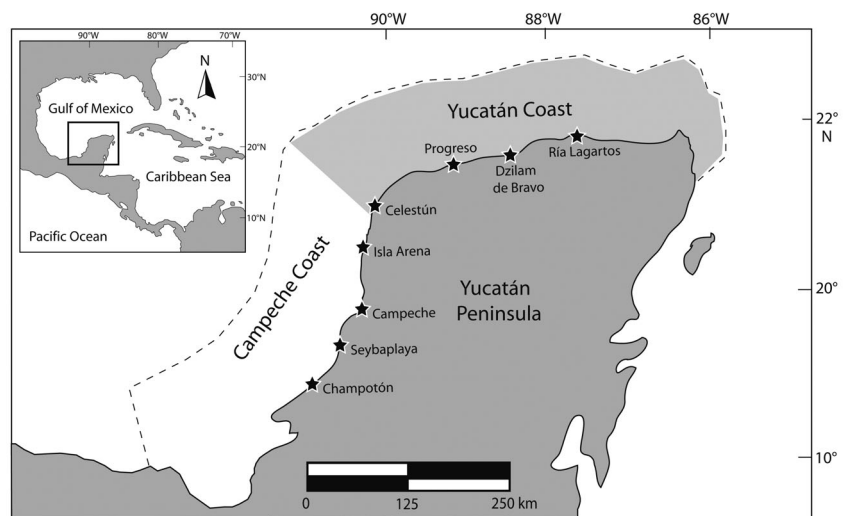 90°W
88°W
86°W
90°W
80°W
70°W
N
30°N
Gulf of Mexico
20°N
Caribbean Sea
10°N
Pacific Ocean
Yucatán Coast
22°
N
Progreso
Ría Lagartos
Dzilam
de Bravo
Celestún
Isla Arena
Campeche Coast
Yucatán
Peninsula
20°
Campeche
Seybaplaya
Champotón
10°
0
125
250 km